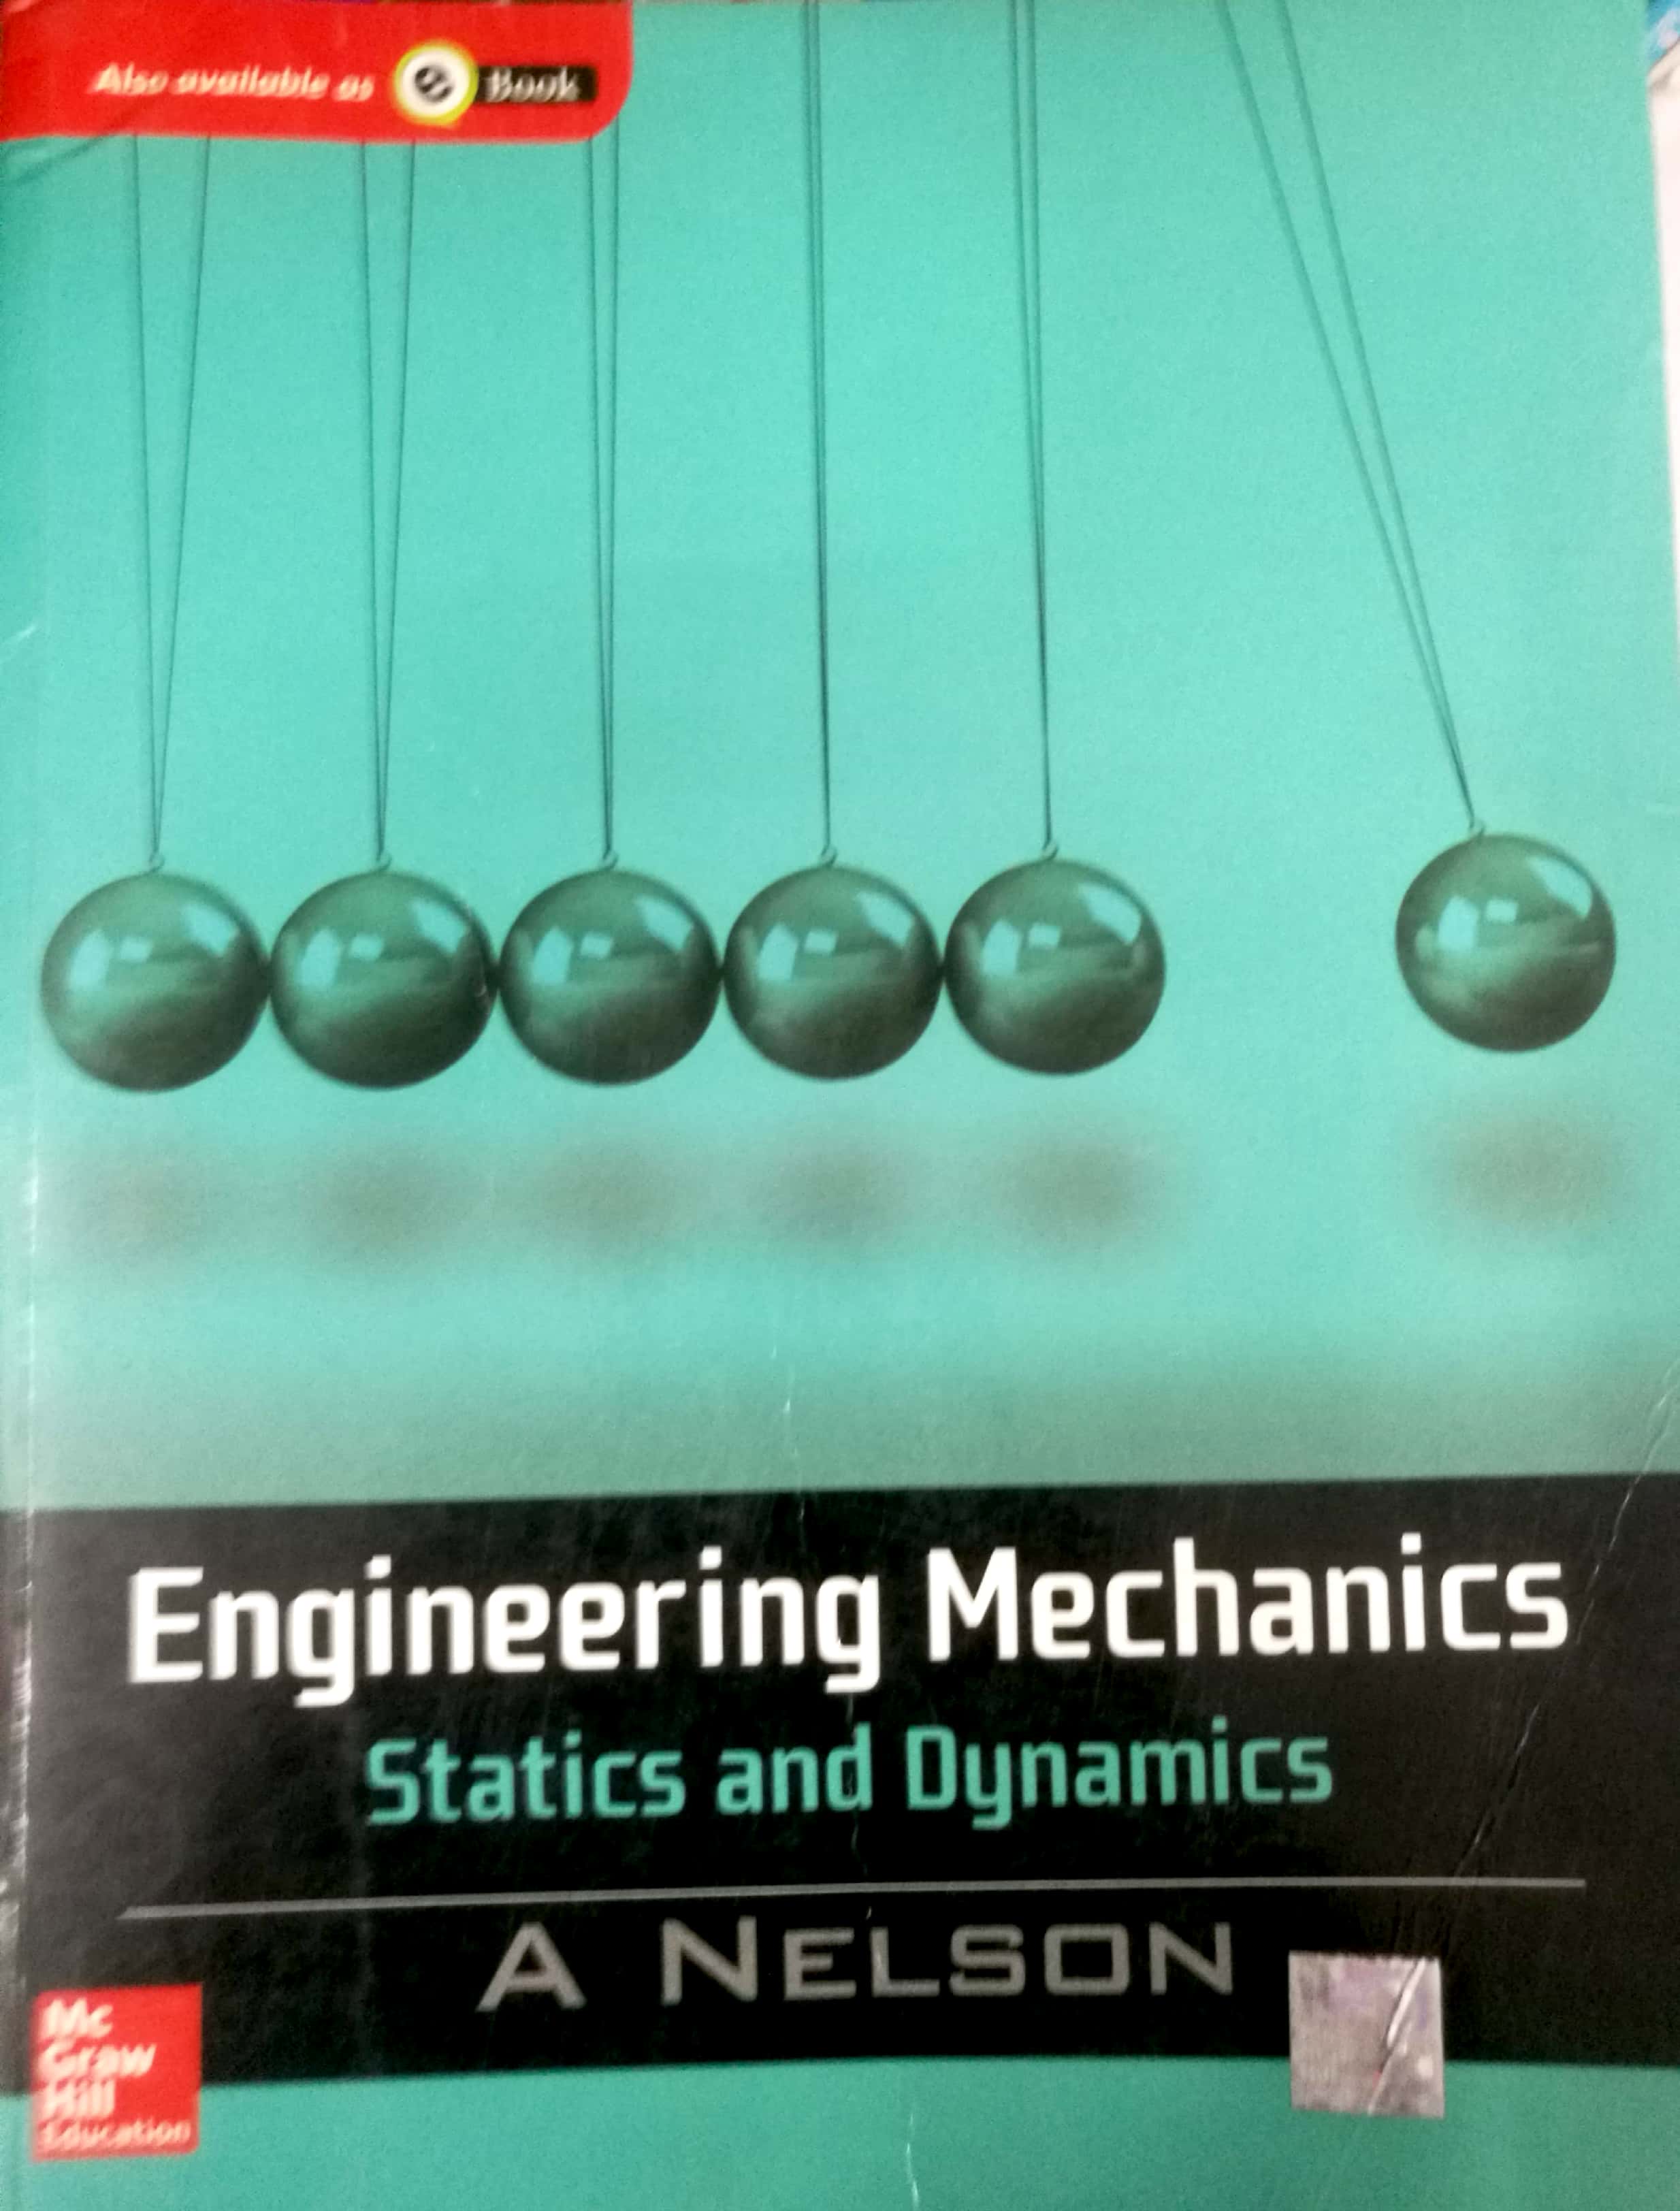 Also available as e Book
Engineering Mechanics
Statics and Dynamics
A NELSON
Mc
Graw
Hill
Education